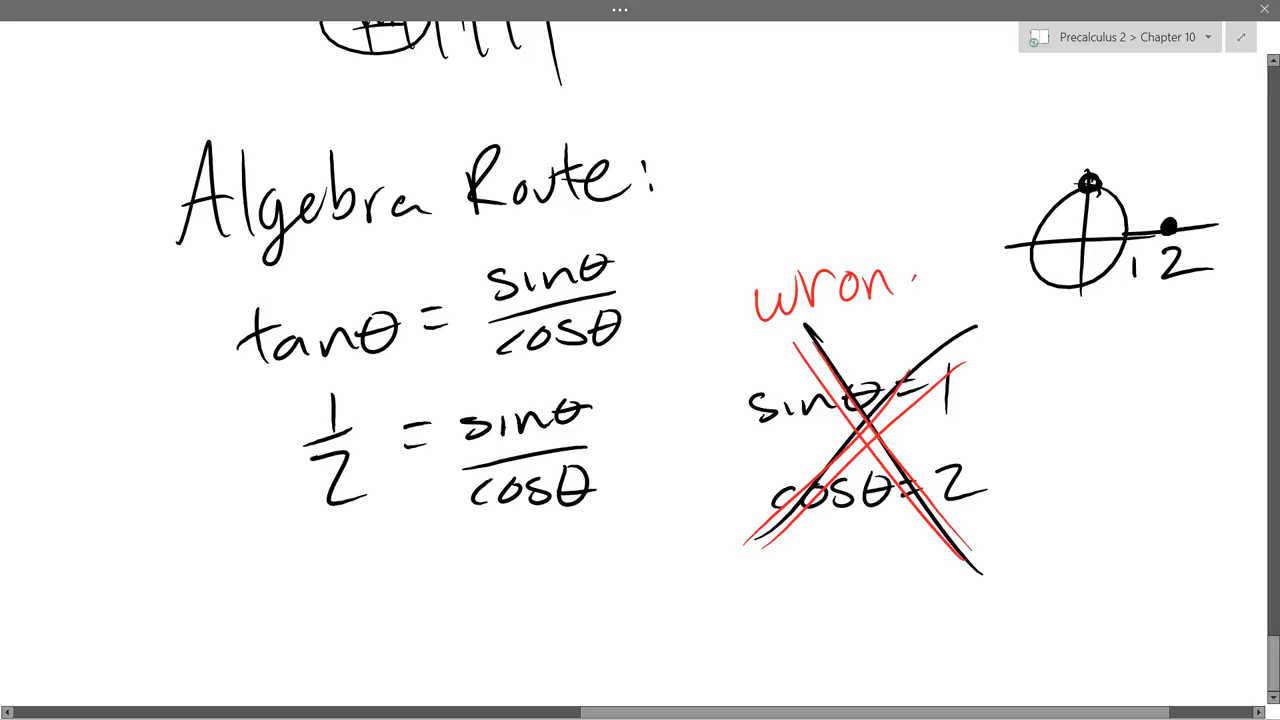 Precalculus 2 > Chapter 10
Algebra Route:
tanθ = sinθ/cosθ
1/2 = sinθ/cosθ
wron.
sinθ = 1
cosθ = 2
1 2